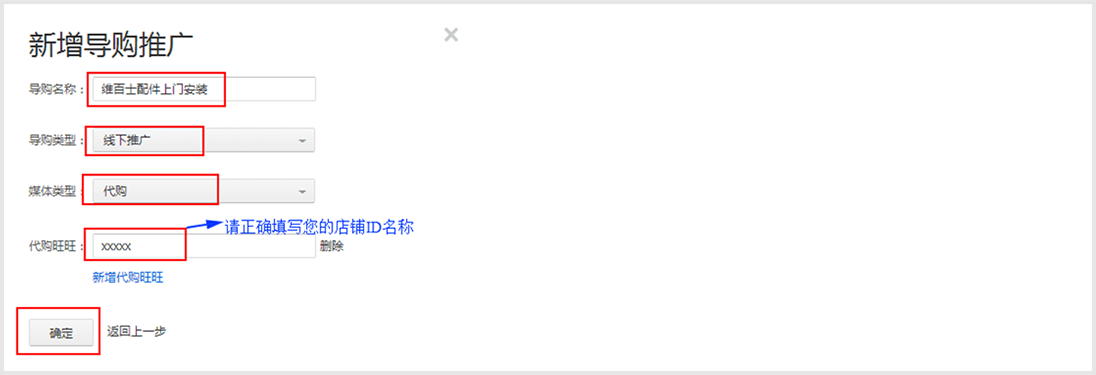 新增导购推广
导购名称：维百士配件上门安装
导购类型：线下推广
媒体类型：代购
请正确填写您的店铺ID名称
代购旺旺：xxxxx 删除
新增代购旺旺
确定 返回上一步